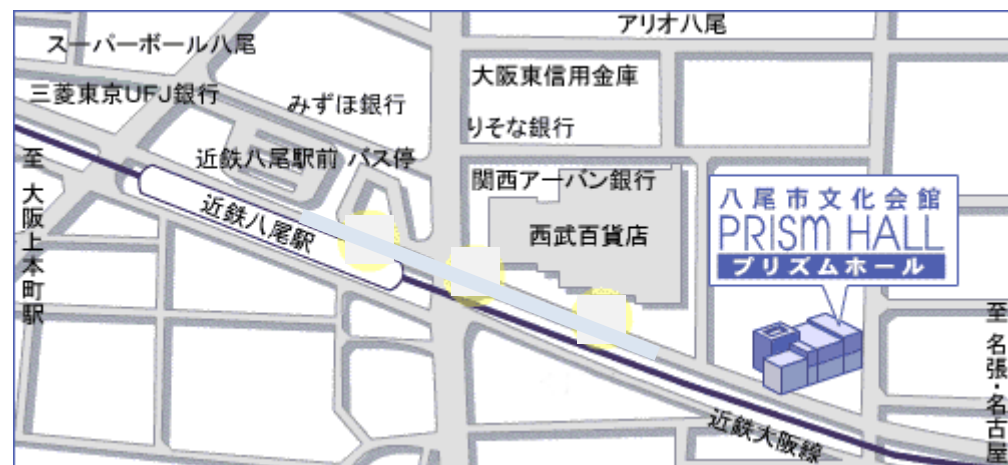 アリオ八尾
スーパーボール八尾
大阪東信用金庫
三菱東京UFJ銀行
みずほ銀行
りそな銀行
近鉄八尾駅前 バス停
関西アーバン銀行
至 大阪上本町駅
近鉄八尾駅
西武百貨店
八尾市文化会館
PRISM HALL
プリズムホール
至 名張・名古屋
近鉄大阪線